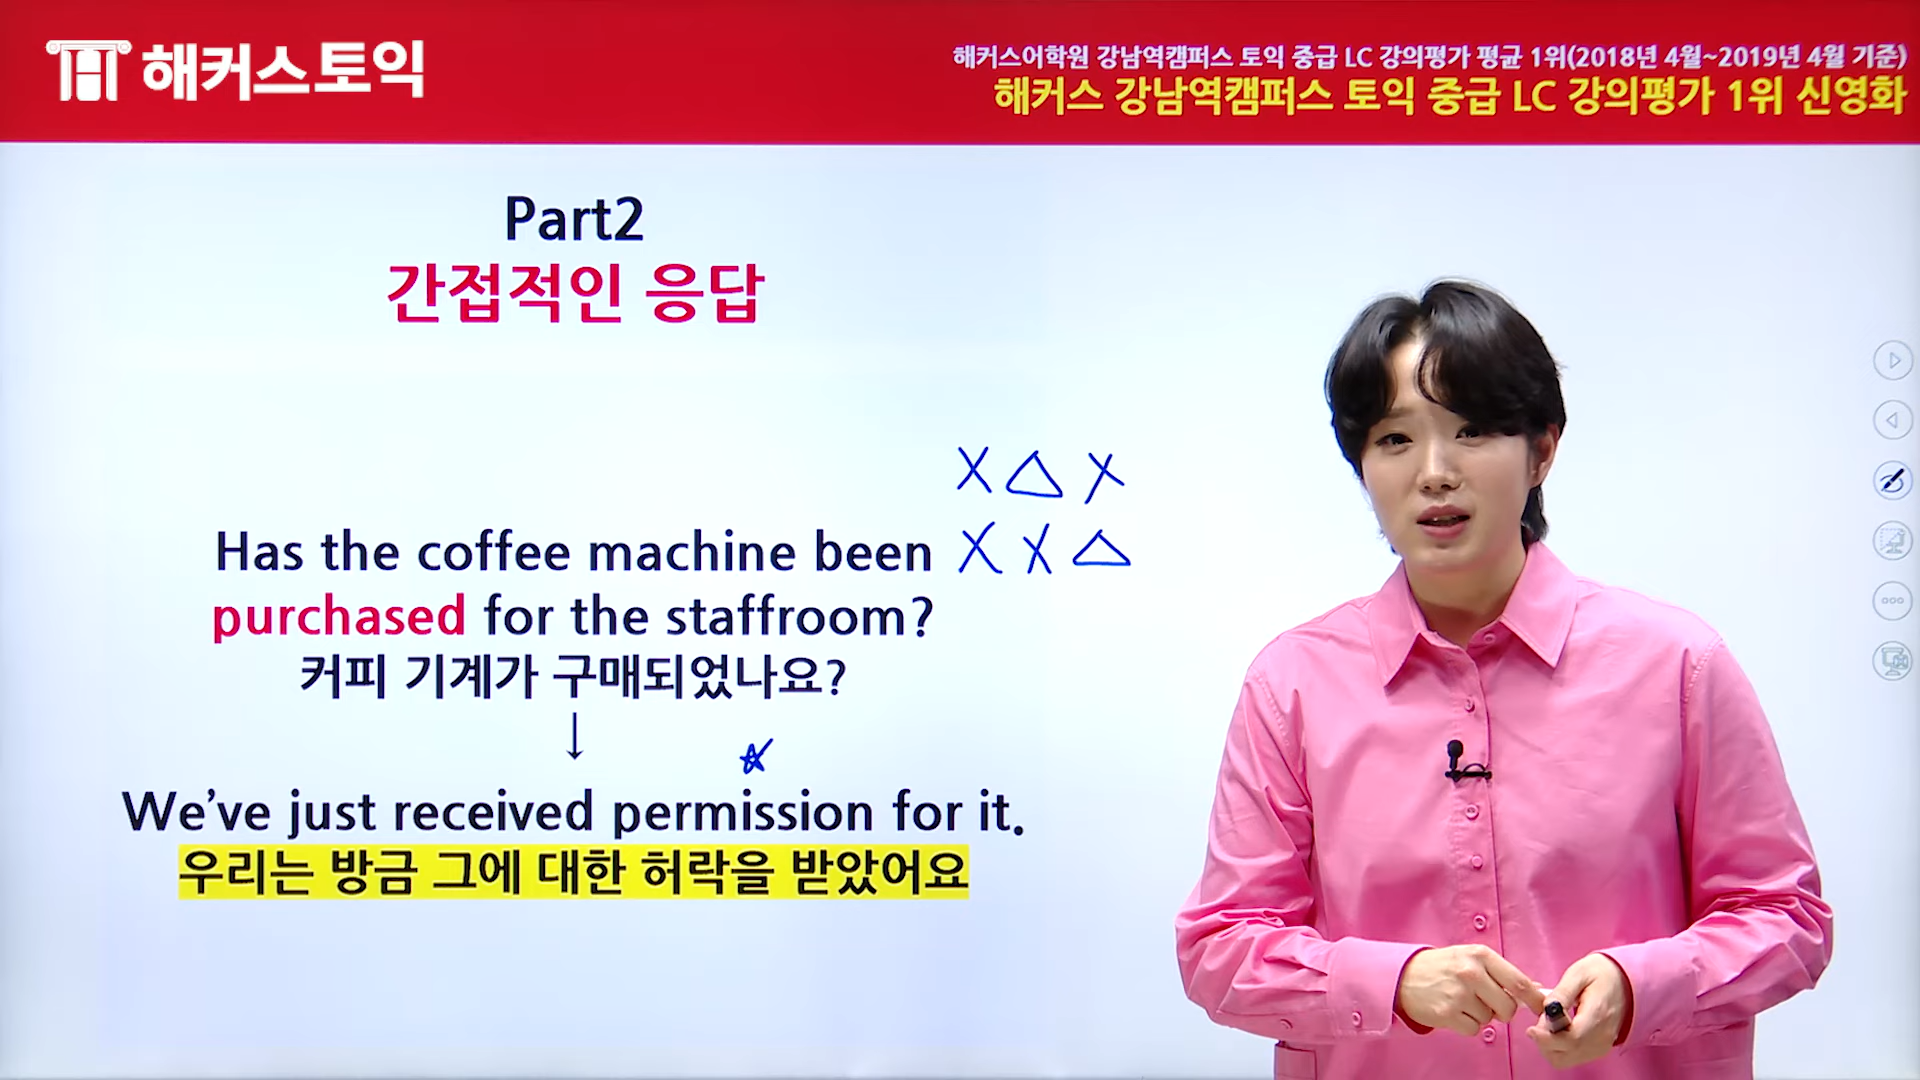 해커스토익
해커스어학원 강남역캠퍼스 토익 중급 LC 강의평가 평균 1위(2018년 4월~2019년 4월 기준)
해커스 강남역캠퍼스 토익 중급 LC 강의평가 1위 신영화
Part2
간접적인 응답
X △ X
Has the coffee machine been X X △
purchased for the staffroom?
커피 기계가 구매되었나요?
↓ ☆
We've just received permission for it.
우리는 방금 그에 대한 허락을 받았어요